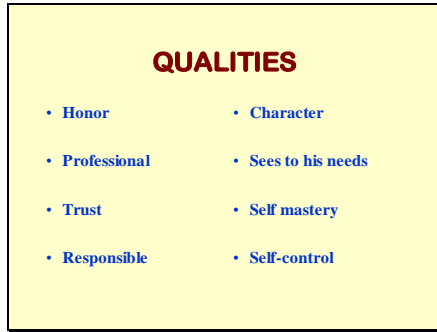 QUALITIES
• Honor
• Professional
• Trust
• Responsible
• Character
• Sees to his needs
• Self mastery
• Self-control